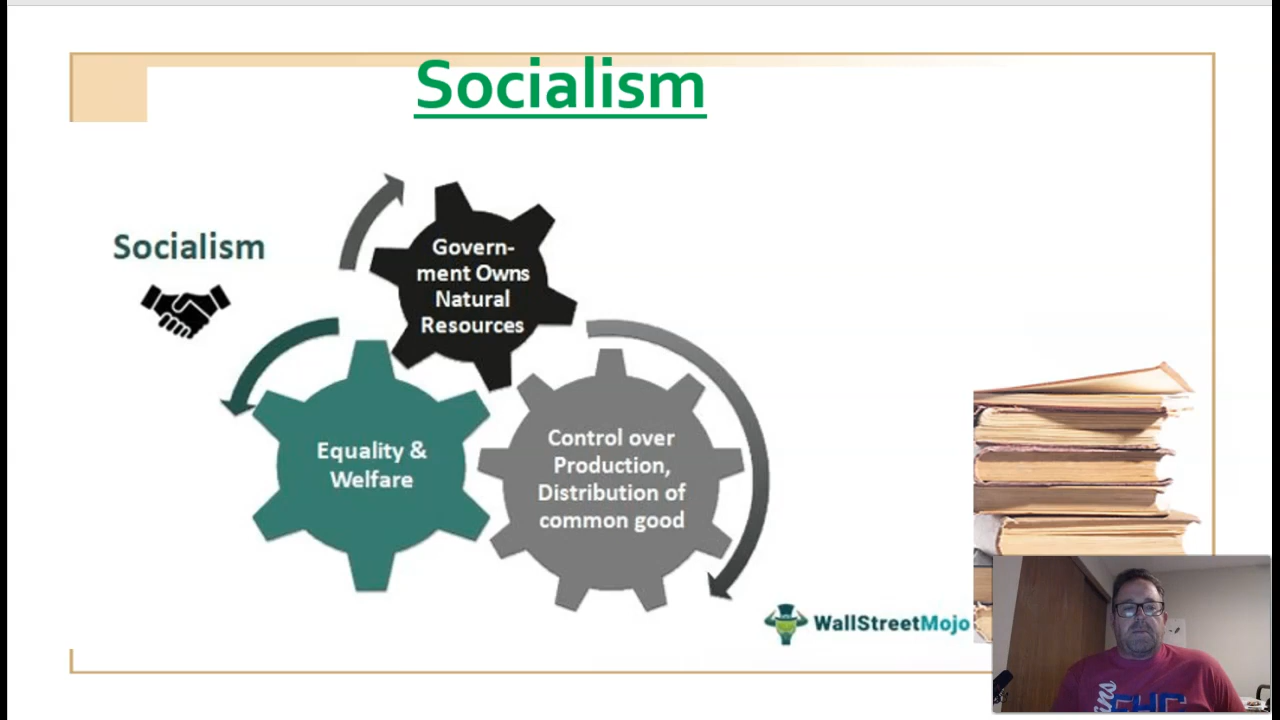 Socialism
Socialism
Govern-
ment Owns
Natural
Resources
Equality &
Welfare
Control over
Production,
Distribution of
common good
WallStreetMojo